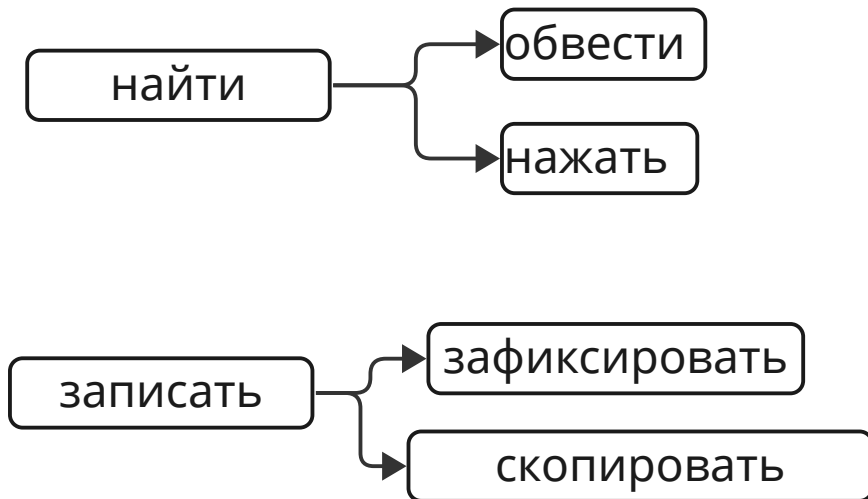 найти
обвести
нажать
записать
зафиксировать
скопировать